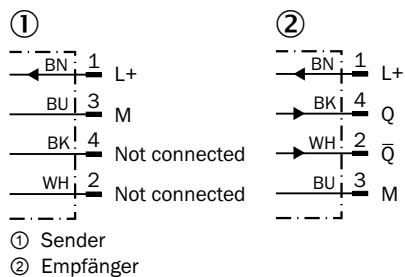 ① ②
BN 1 L+
BU 3 M
BK 4 Not connected
WH 2 Not connected
BN 1 L+
BK 4 Q
WH 2 Q̅
BU 3 M
① Sender
② Empfänger